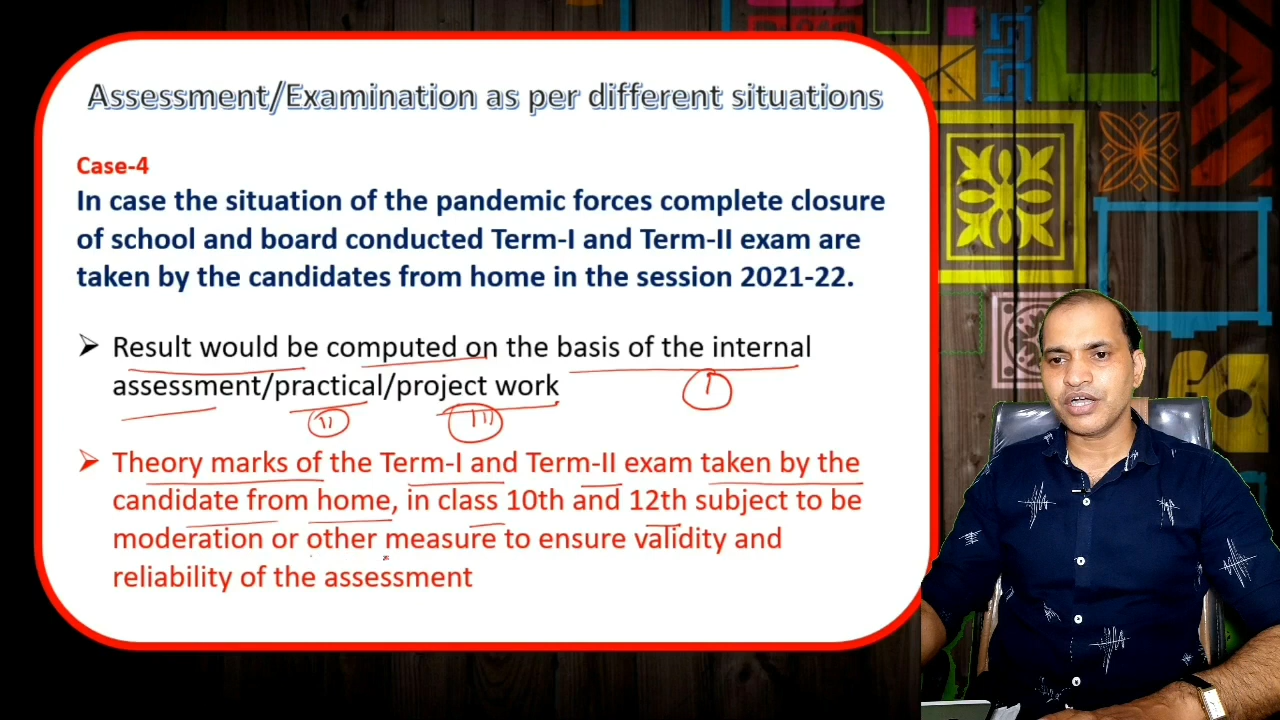 Assessment/Examination as per different situations
Case-4
In case the situation of the pandemic forces complete closure
of school and board conducted Term-I and Term-II exam are
taken by the candidates from home in the session 2021-22.
Result would be computed on the basis of the internal
assessment/practical/project work
I
II
III
Theory marks of the Term-I and Term-II exam taken by the
candidate from home, in class 10th and 12th subject to be
moderation or other measure to ensure validity and
reliability of the assessment